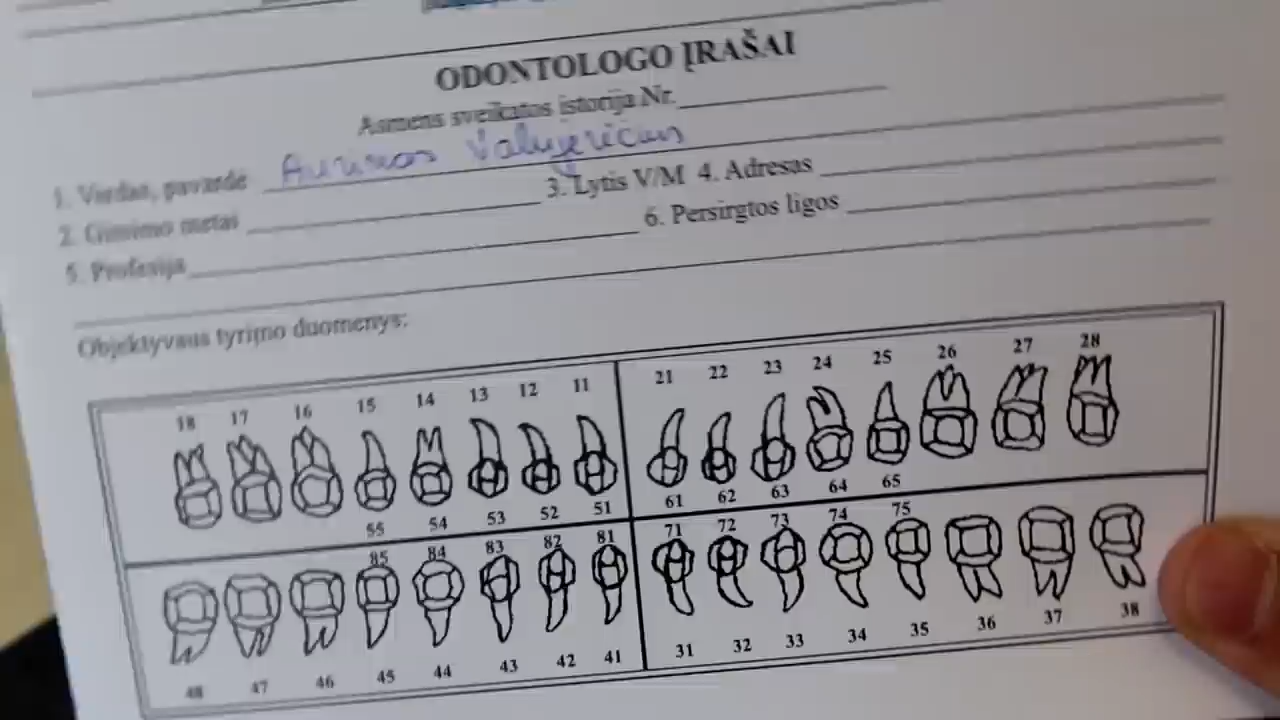 ODONTOLOGO ĮRAŠAI
Asmens sveikatos istorija Nr.
1. Vardas, pavardė
2. Gimimo metai 3. Lytis V/M 4. Adresas
5. Profesija 6. Persirgtos ligos
Objektyvaus tyrimo duomenys:
18 17 16 15 14 13 12 11 21 22 23 24 25 26 27 28
55 54 53 52 51 61 62 63 64 65
85 84 83 82 81 71 72 73 74 75
48 47 46 45 44 43 42 41 31 32 33 34 35 36 37 38